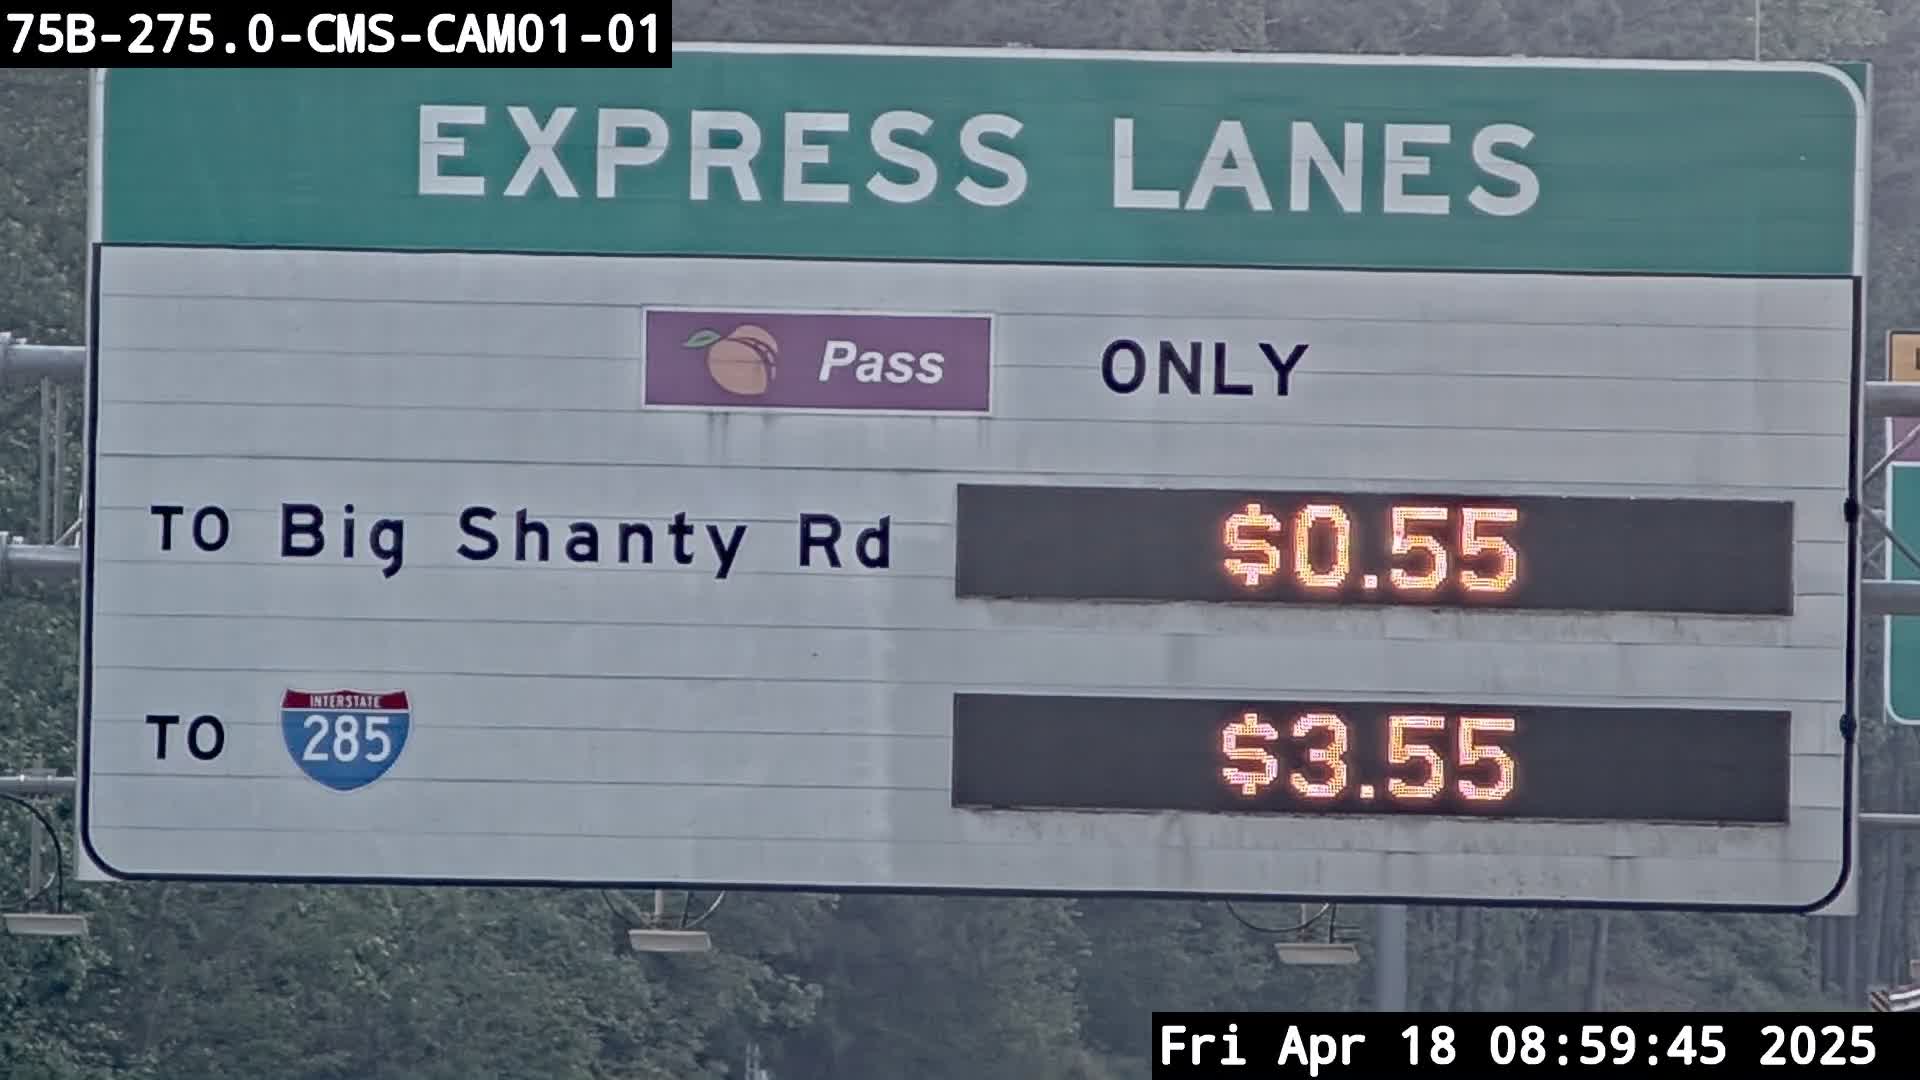 75B-275.0-CMS-CAM01-01
EXPRESS LANES
Pass ONLY
TO Big Shanty Rd $0.55
TO INTERSTATE 285 $3.55
Fri Apr 18 08:59:45 2025